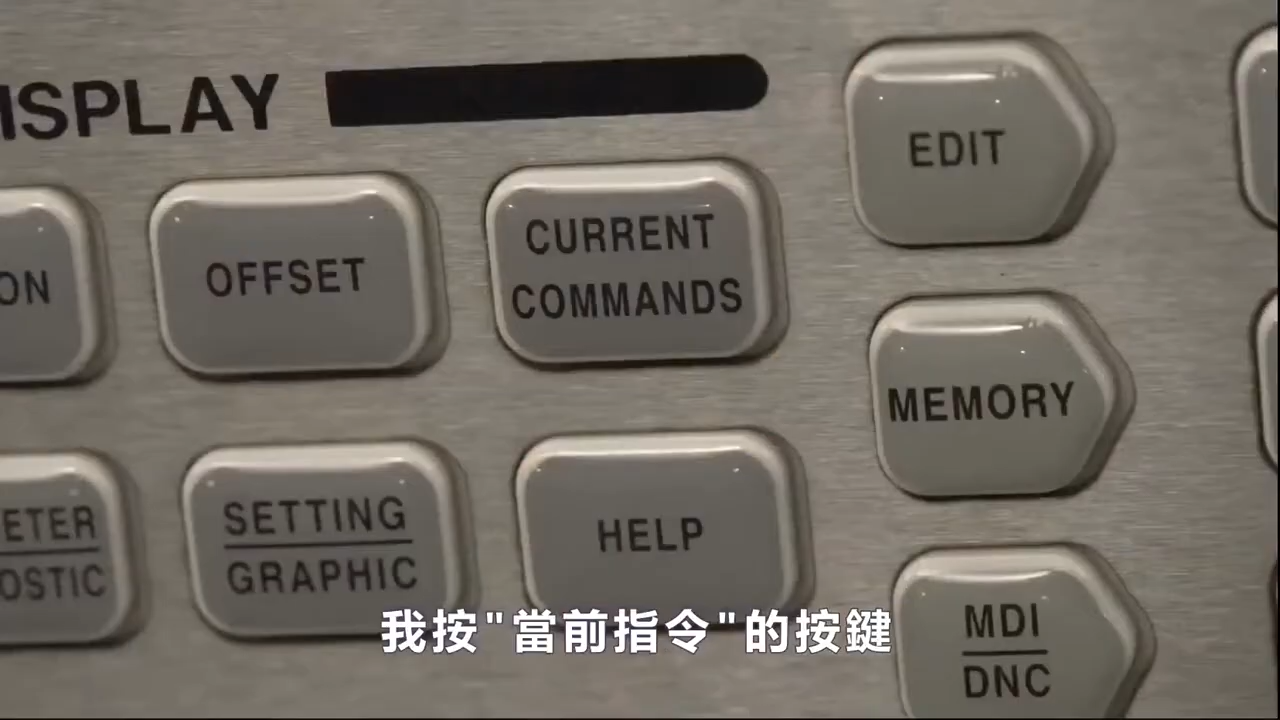 ISPLAY
EDIT
ON
OFFSET
CURRENT
COMMANDS
MEMORY
ETER
OSTIC
SETTING
GRAPHIC
HELP
MDI
DNC
我按"當前指令"的按鍵